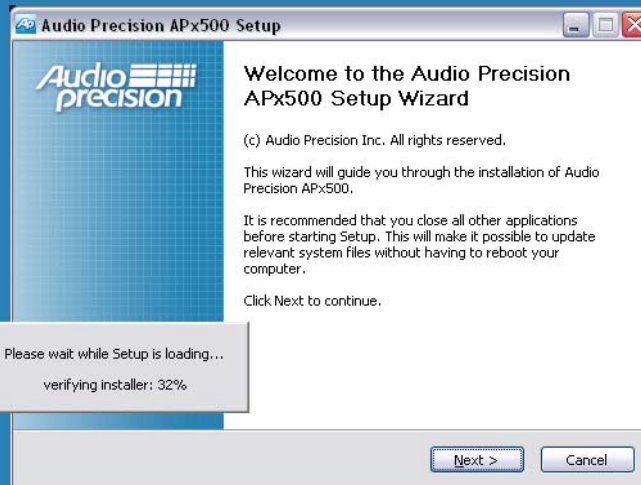 Audio Precision APx500 Setup
Audio
precision
Welcome to the Audio Precision
APx500 Setup Wizard
(c) Audio Precision Inc. All rights reserved.
This wizard will guide you through the installation of Audio
Precision APx500.
It is recommended that you close all other applications
before starting Setup. This will make it possible to update
relevant system files without having to reboot your
computer.
Click Next to continue.
Please wait while Setup is loading...
verifying installer: 32%
Next >
Cancel